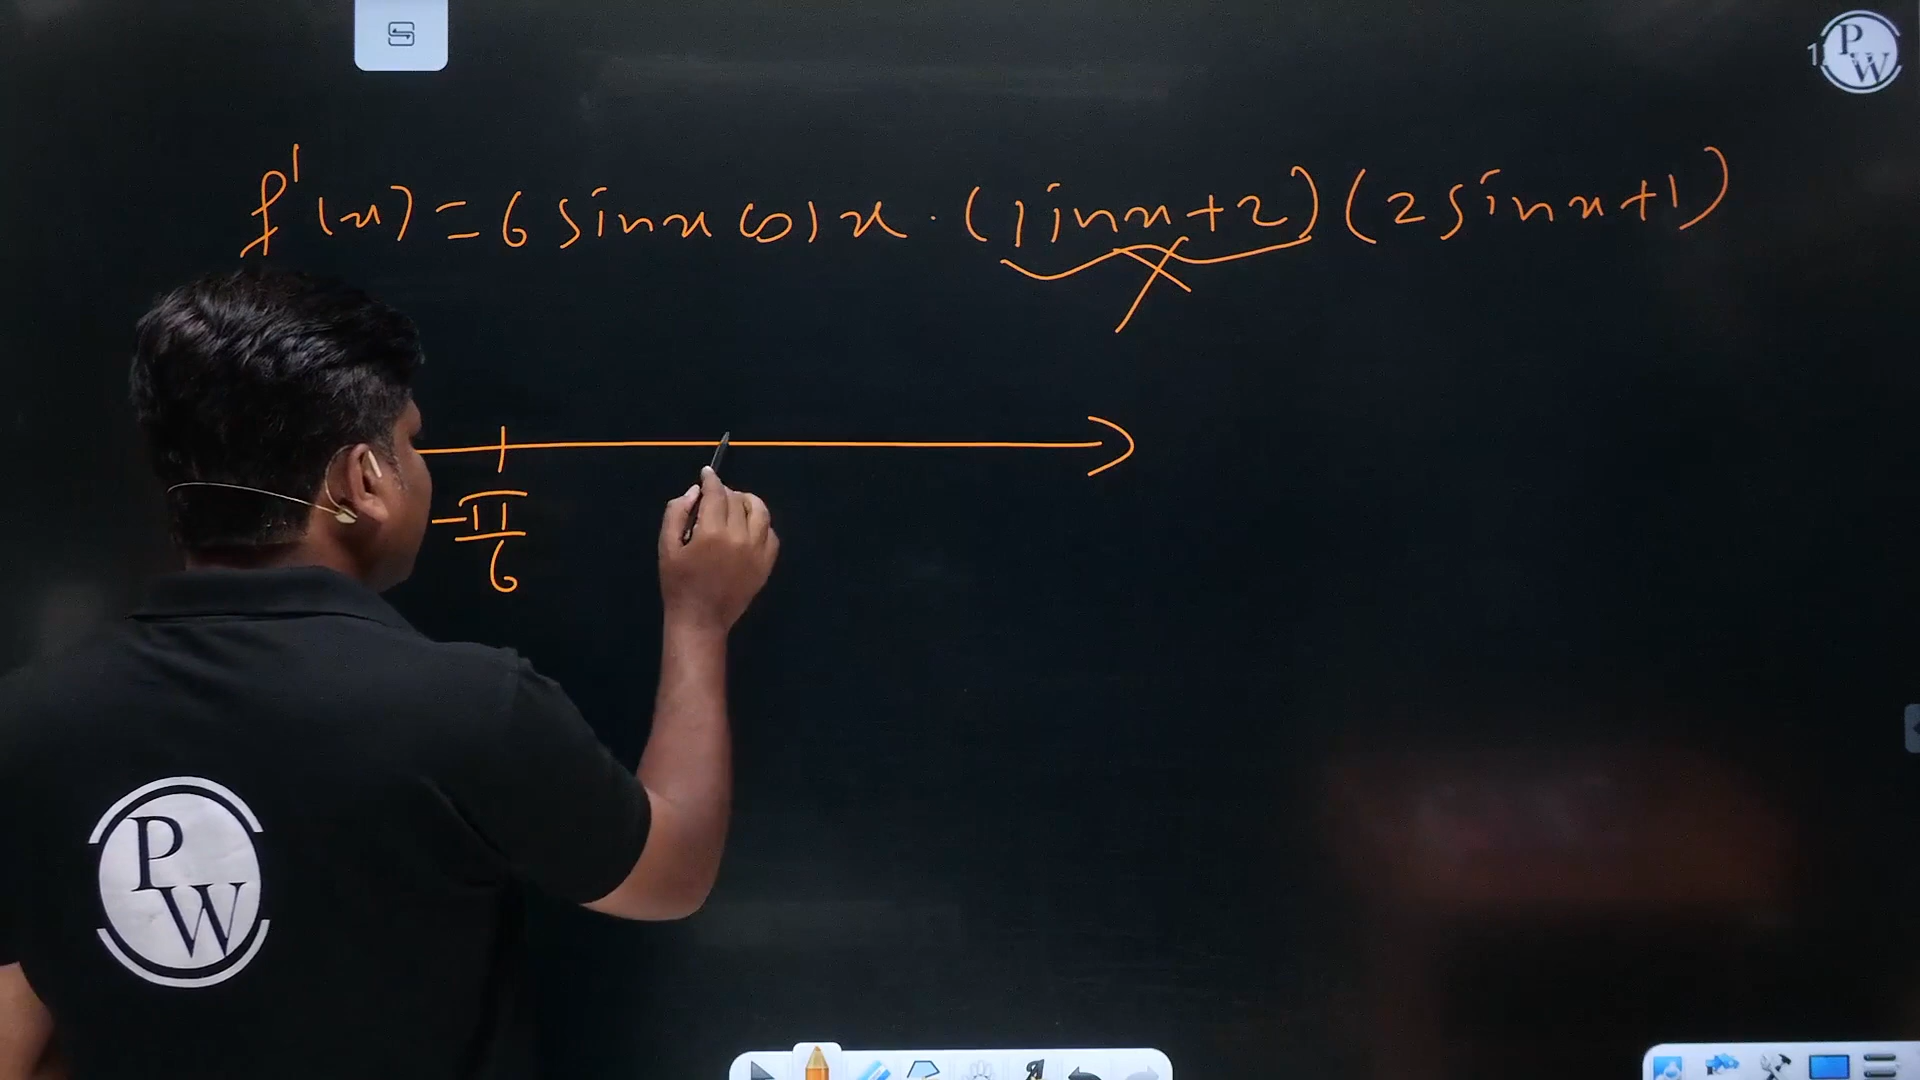 f'(x) = 6 sinx cosx · (sinx+2) (2sinx+1)
-π/6
P
W
P
W